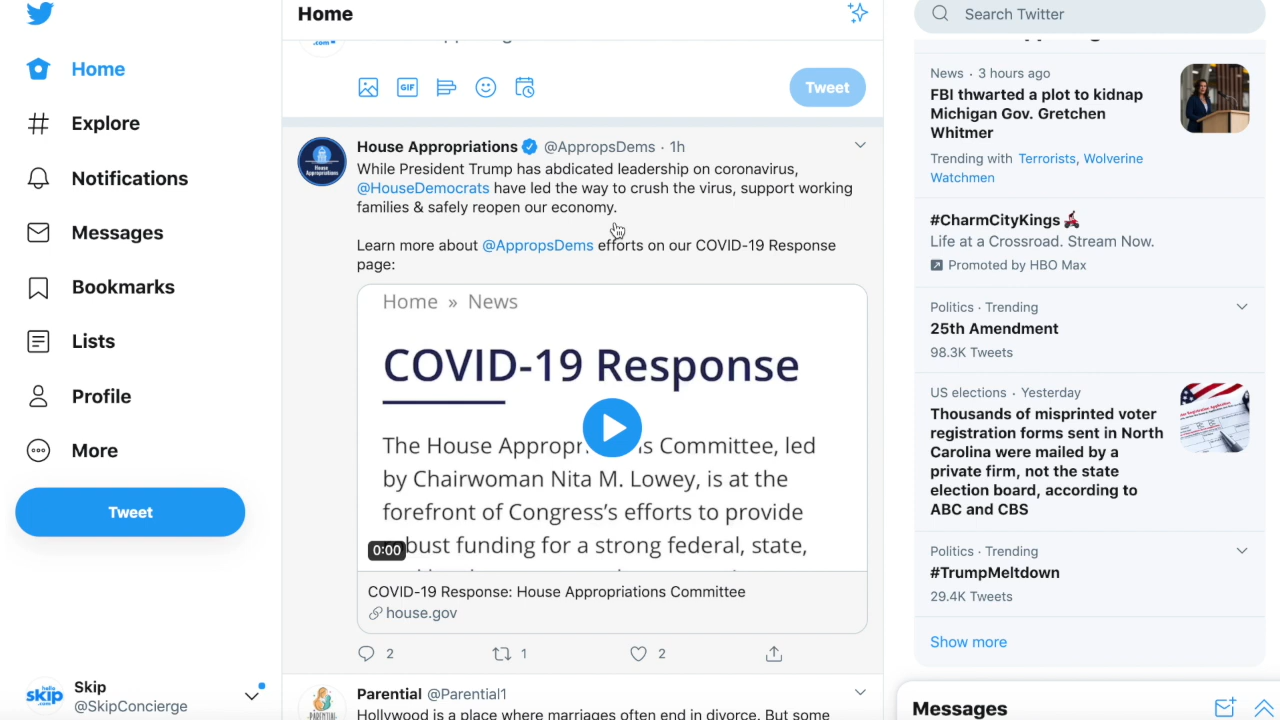 Home
Search Twitter
Home
Explore
Notifications
Messages
Bookmarks
Lists
Profile
More
Tweet
Skip
@SkipConcierge
hello
skip
.com
.com
GIF
Tweet
House Appropriations @AppropsDems · 1h
While President Trump has abdicated leadership on coronavirus,
@HouseDemocrats have led the way to crush the virus, support working
families & safely reopen our economy.
Learn more about @AppropsDems efforts on our COVID-19 Response
page:
Home » News
COVID-19 Response
The House Appropr s Committee, led
by Chairwoman Nita M. Lowey, is at the
forefront of Congress's efforts to provide
bust funding for a strong federal, state,
0:00
COVID-19 Response: House Appropriations Committee
house.gov
2 1 2
Parential @Parential1
Hollywood is a place where marriages often end in divorce. But some
News · 3 hours ago
FBI thwarted a plot to kidnap
Michigan Gov. Gretchen
Whitmer
Trending with Terrorists, Wolverine
Watchmen
#CharmCityKings
Life at a Crossroad. Stream Now.
Promoted by HBO Max
Politics · Trending
25th Amendment
98.3K Tweets
US elections · Yesterday
Thousands of misprinted voter
registration forms sent in North
Carolina were mailed by a
private firm, not the state
election board, according to
ABC and CBS
Politics · Trending
#TrumpMeltdown
29.4K Tweets
Show more
Messages